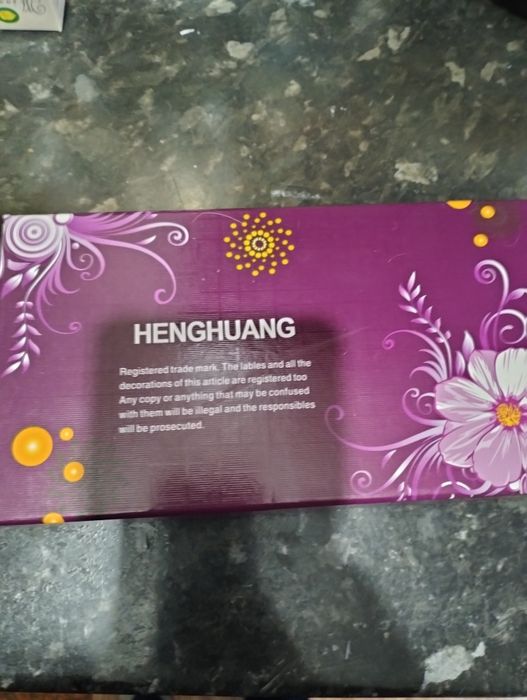 HENGHUANG
Registered trade mark. The lables and all the
decorations of this article are registered too
Any copy or anything that may be confused
with them will be illegal and the responsibles
will be prosecuted.